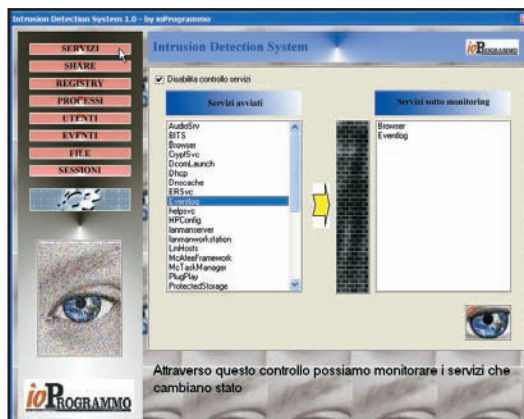 Intrusion Detection System 1.0 - by ioProgrammo
SERVIZI
SHARE
REGISTRY
PROCESSI
UTENTI
EVENTI
FILE
SESSIONI
ioPROGRAMMO
Intrusion Detection System
ioPROGRAMMO
Disabilita controllo servizi
Servizi avviati
AudioSrv
BITS
Browser
CryptSvc
DcomLaunch
Dhcp
Dnscache
ERSvc
Eventlog
helpsvc
HPConfig
lanmanserver
lanmanworkstation
LmHosts
McAfeeFramework
McTaskManager
PlugPlay
ProtectedStorage
Servizi sotto monitoring
Browser
Eventlog
Attraverso questo controllo possiamo monitorare i servizi che
cambiano stato